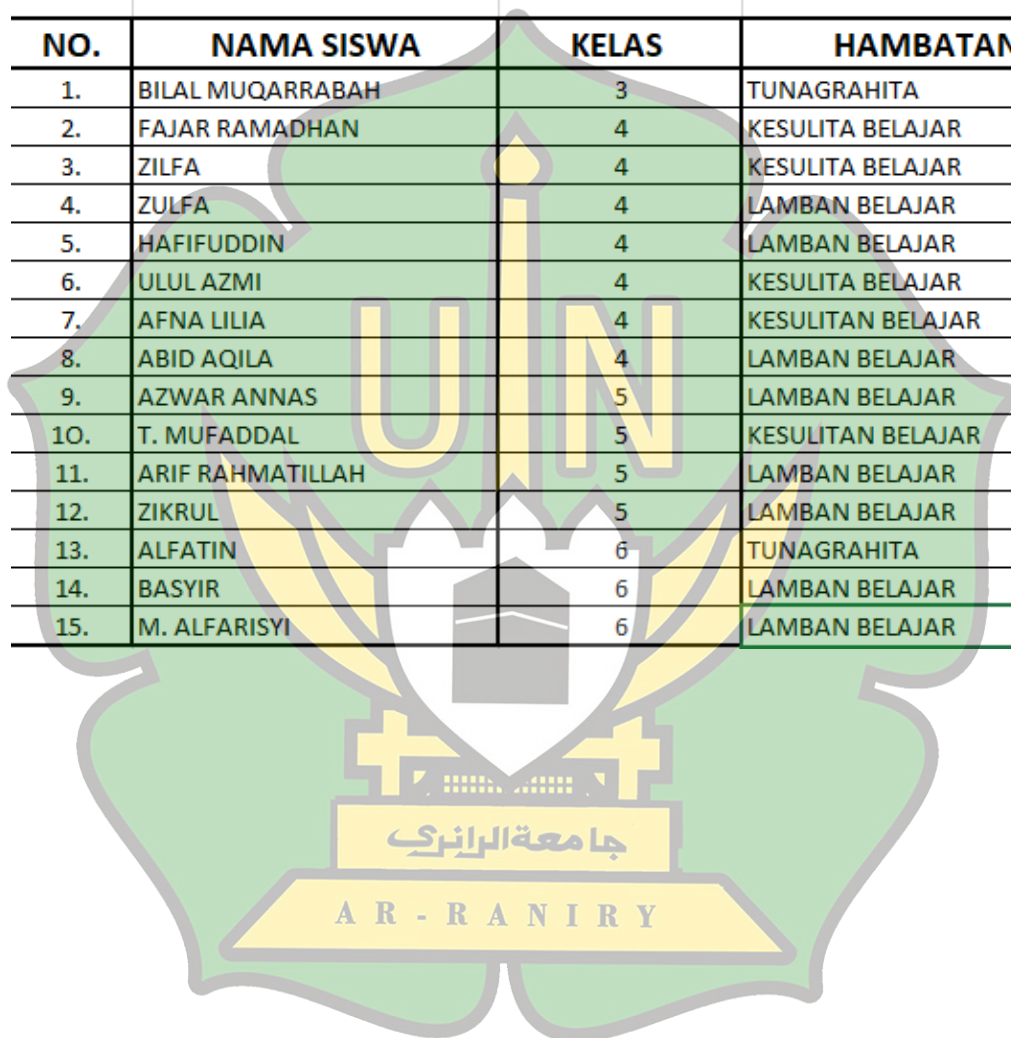 NO. NAMA SISWA KELAS HAMBATAN
1. BILAL MUQARRABAH 3 TUNAGRAHITA
2. FAJAR RAMADHAN 4 KESULITA BELAJAR
3. ZILFA 4 KESULITA BELAJAR
4. ZULFA 4 LAMBAN BELAJAR
5. HAFIFUDDIN 4 LAMBAN BELAJAR
6. ULUL AZMI 4 KESULITA BELAJAR
7. AFNA LILIA 4 KESULITAN BELAJAR
8. ABID AQILA 4 LAMBAN BELAJAR
9. AZWAR ANNAS 5 LAMBAN BELAJAR
1O. T. MUFADDAL 5 KESULITAN BELAJAR
11. ARIF RAHMATILLAH 5 LAMBAN BELAJAR
12. ZIKRUL 5 LAMBAN BELAJAR
13. ALFATIN 6 TUNAGRAHITA
14. BASYIR 6 LAMBAN BELAJAR
15. M. ALFARISYI 6 LAMBAN BELAJAR
UIN
جامعة الرانري
AR-RANIRY